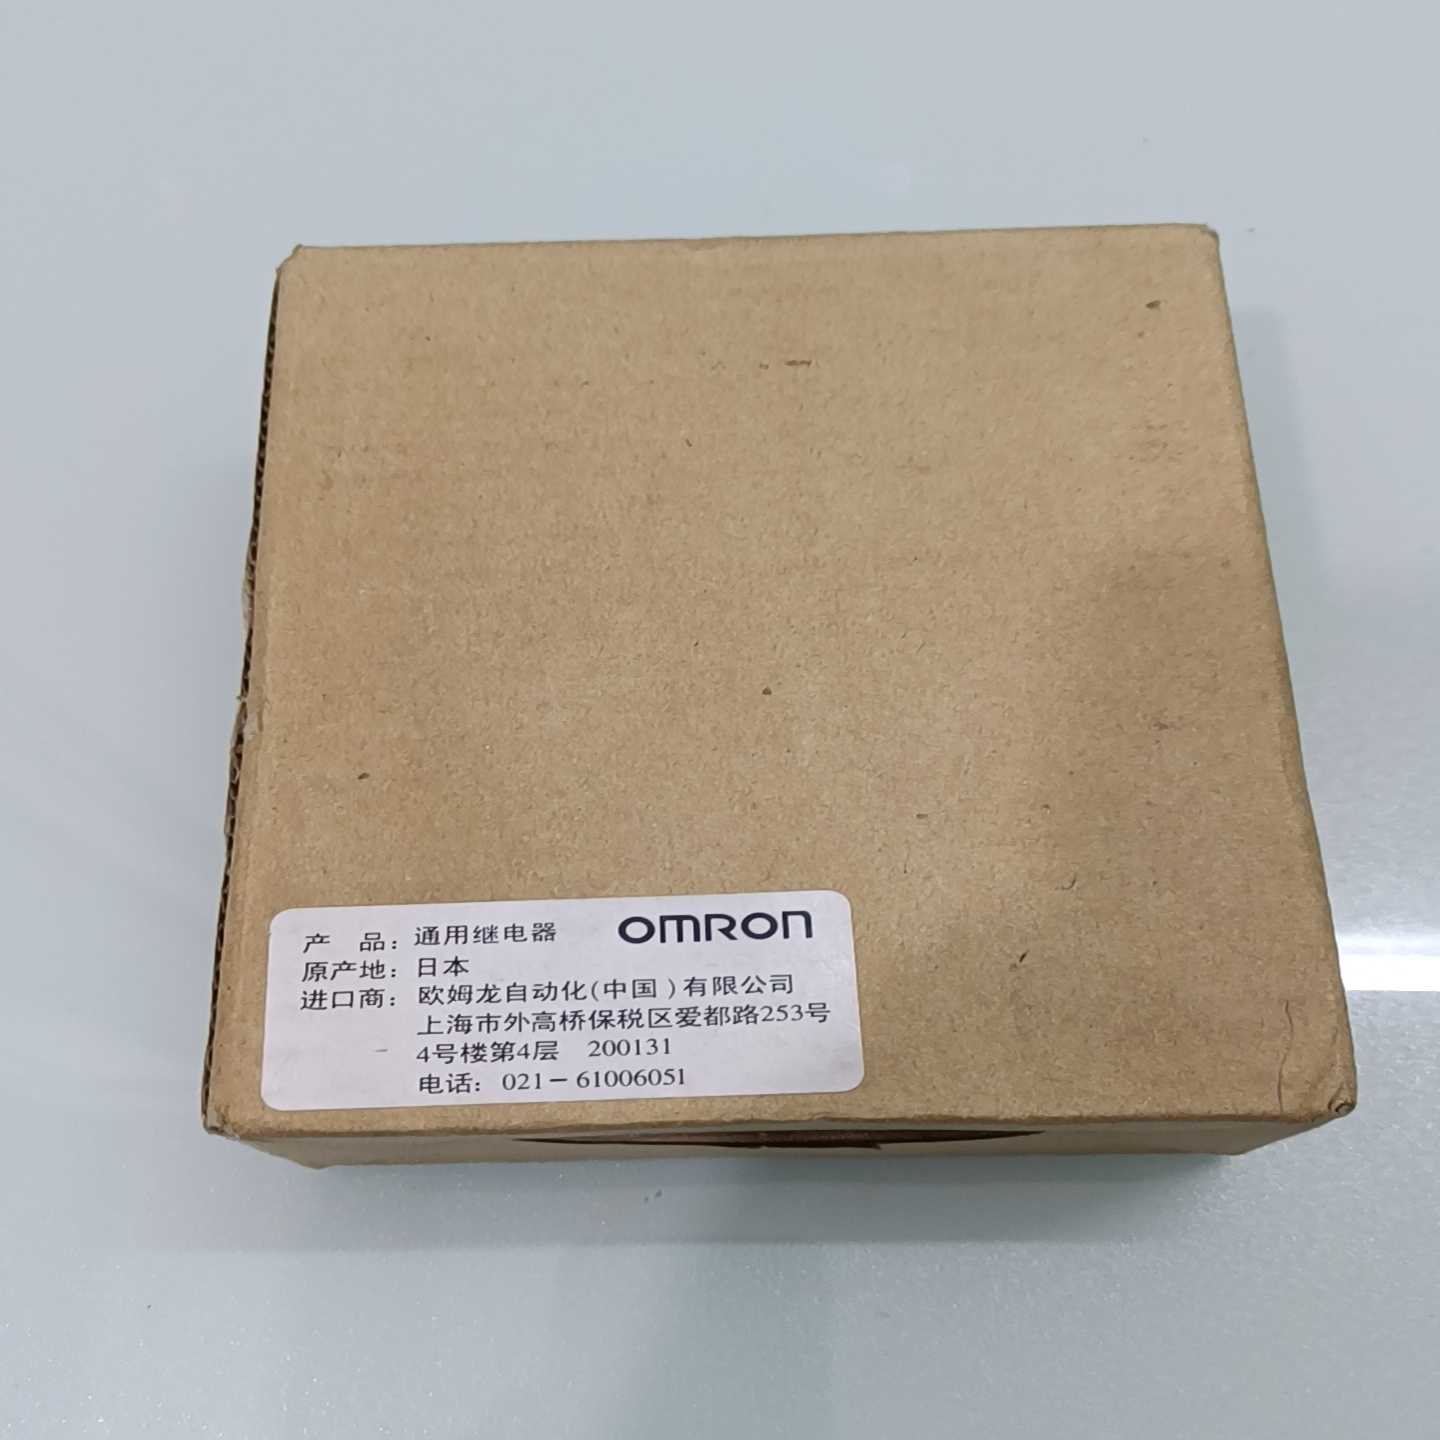 产 品：通用继电器 OMRON
原产地：日本
进口商：欧姆龙自动化(中国)有限公司
上海市外高桥保税区爱都路253号
4号楼第4层 200131
电话：021-61006051